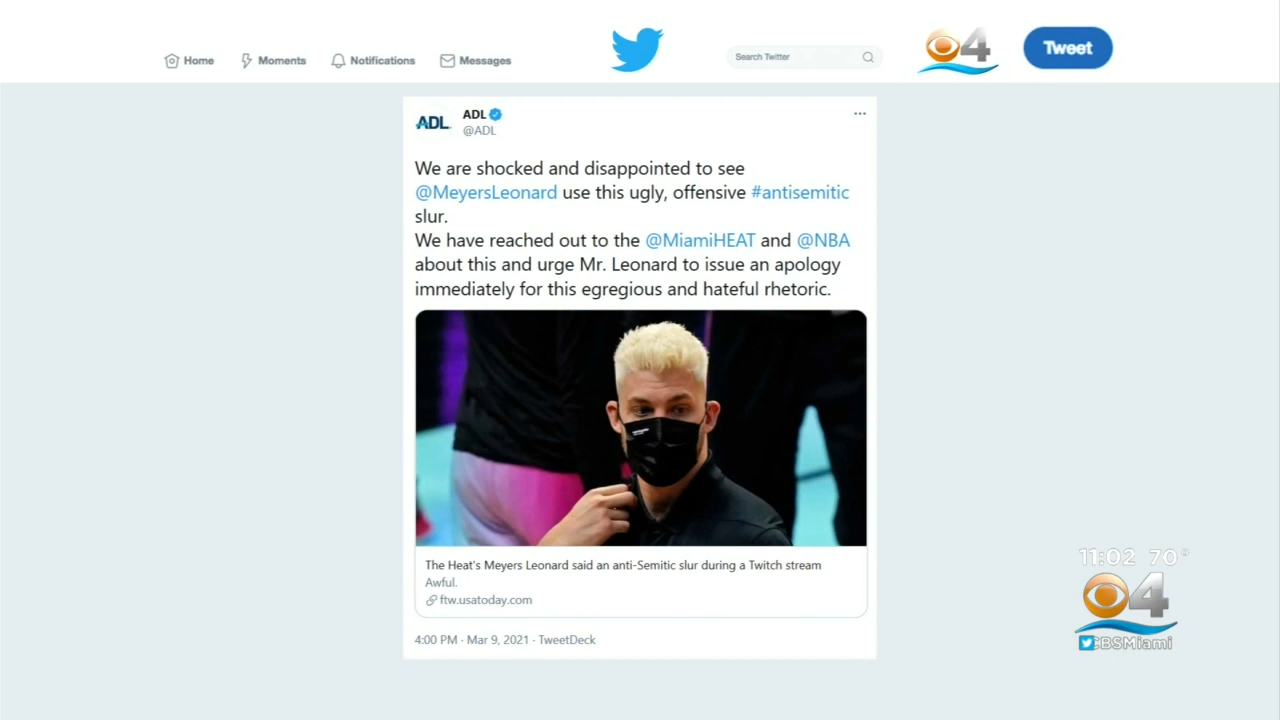 Home
Moments
Notifications
Messages
Search Twitter
4
Tweet
ADL
ADL
@ADL
We are shocked and disappointed to see
@MeyersLeonard use this ugly, offensive #antisemitic
slur.
We have reached out to the @MiamiHEAT and @NBA
about this and urge Mr. Leonard to issue an apology
immediately for this egregious and hateful rhetoric.
The Heat's Meyers Leonard said an anti-Semitic slur during a Twitch stream
Awful.
ftw.usatoday.com
4:00 PM · Mar 9, 2021 · TweetDeck
11:02 70°
4
CBSMiami